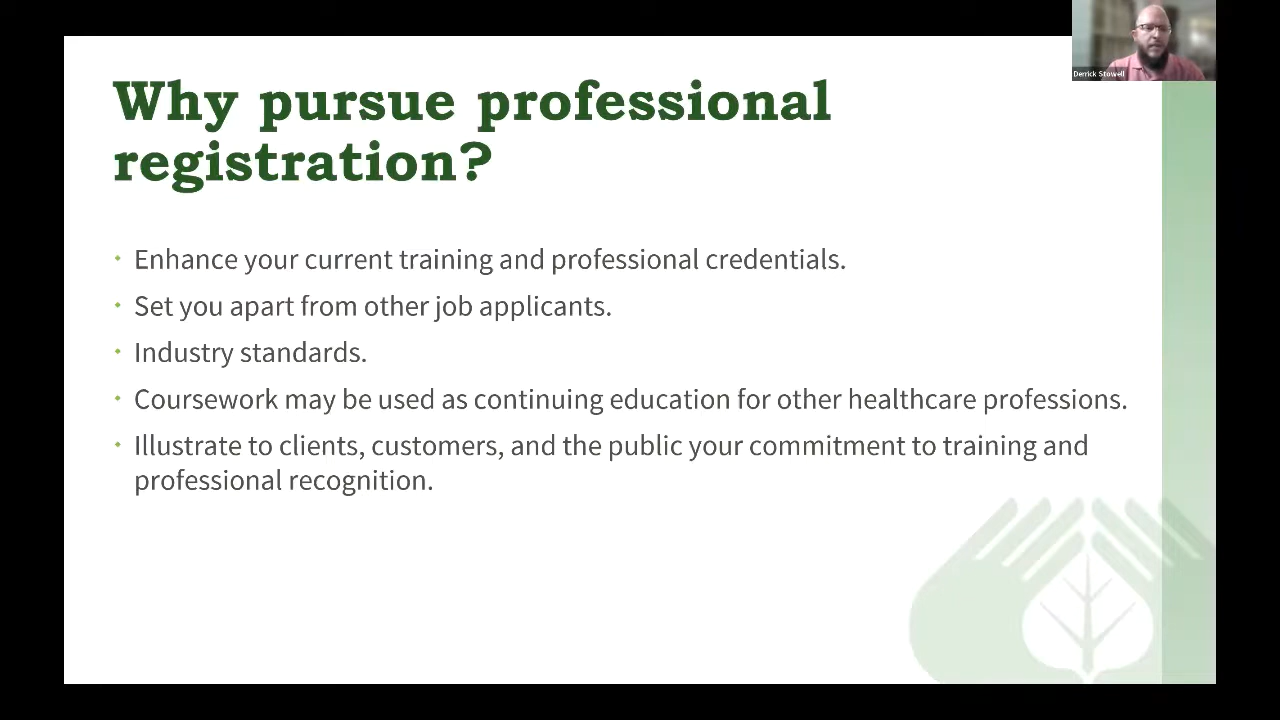 Derrick Stowell
Why pursue professional
registration?
Enhance your current training and professional credentials.
Set you apart from other job applicants.
Industry standards.
Coursework may be used as continuing education for other healthcare professions.
Illustrate to clients, customers, and the public your commitment to training and
professional recognition.